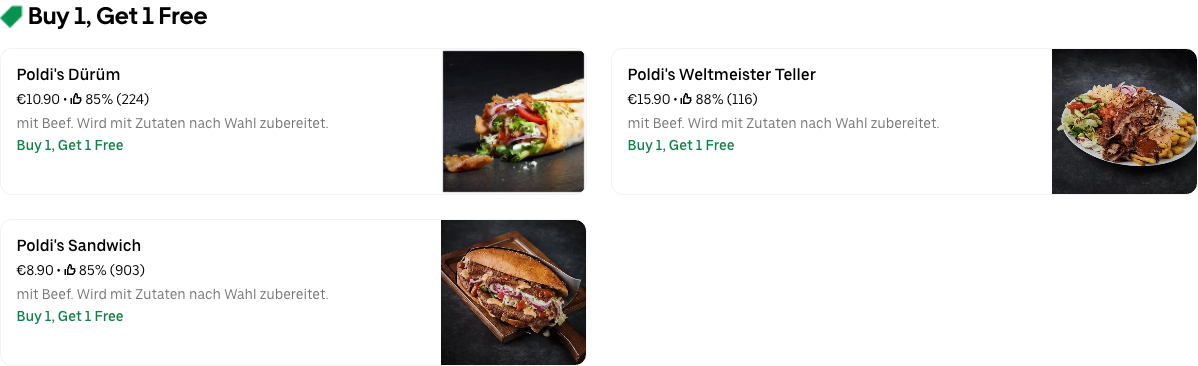 Buy 1, Get 1 Free
Poldi's Dürüm
€10.90 • 85% (224)
mit Beef. Wird mit Zutaten nach Wahl zubereitet.
Buy 1, Get 1 Free
Poldi's Weltmeister Teller
€15.90 • 88% (116)
mit Beef. Wird mit Zutaten nach Wahl zubereitet.
Buy 1, Get 1 Free
Poldi's Sandwich
€8.90 • 85% (903)
mit Beef. Wird mit Zutaten nach Wahl zubereitet.
Buy 1, Get 1 Free